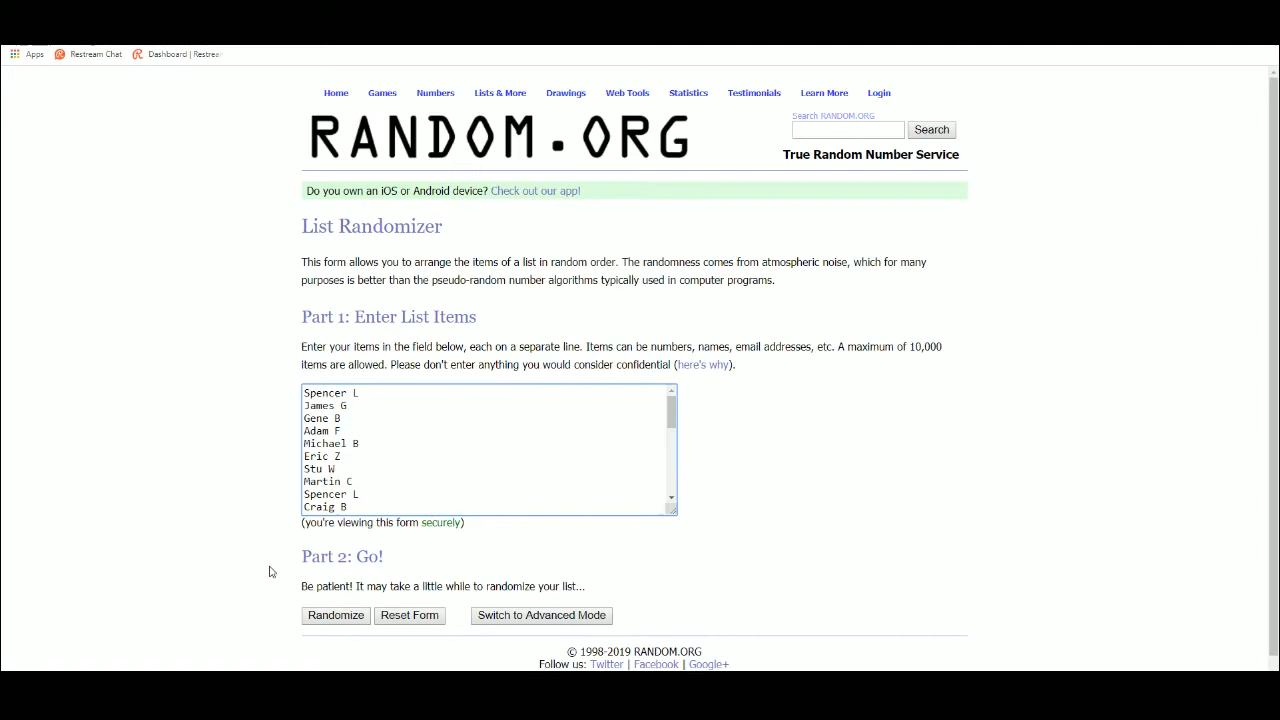 Apps Restream Chat Dashboard | Restrea
Home Games Numbers Lists & More Drawings Web Tools Statistics Testimonials Learn More Login
RANDOM.ORG
Search RANDOM.ORG
Search
True Random Number Service
Do you own an iOS or Android device? Check out our app!
List Randomizer
This form allows you to arrange the items of a list in random order. The randomness comes from atmospheric noise, which for many
purposes is better than the pseudo-random number algorithms typically used in computer programs.
Part 1: Enter List Items
Enter your items in the field below, each on a separate line. Items can be numbers, names, email addresses, etc. A maximum of 10,000
items are allowed. Please don't enter anything you would consider confidential (here's why).
Spencer L
James G
Gene B
Adam F
Michael B
Eric Z
Stu W
Martin C
Spencer L
Craig B
(you're viewing this form securely)
Part 2: Go!
Be patient! It may take a little while to randomize your list...
Randomize Reset Form Switch to Advanced Mode
© 1998-2019 RANDOM.ORG
Follow us: Twitter | Facebook | Google+